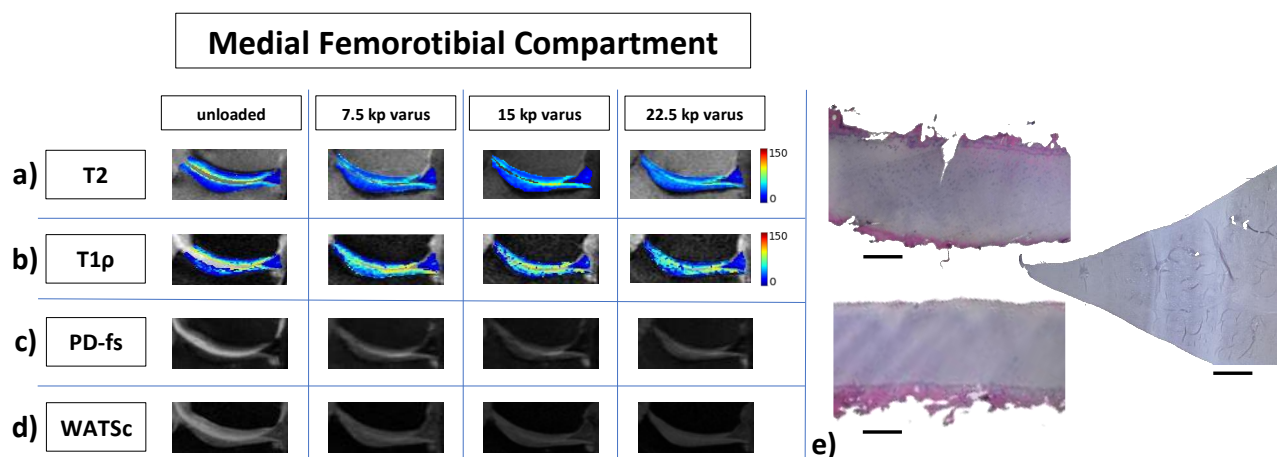 Medial Femorotibial Compartment
unloaded 7.5 kp varus 15 kp varus 22.5 kp varus
a) T2 150
0
b) T1ρ 150
0
c) PD-fs
d) WATSc
e)